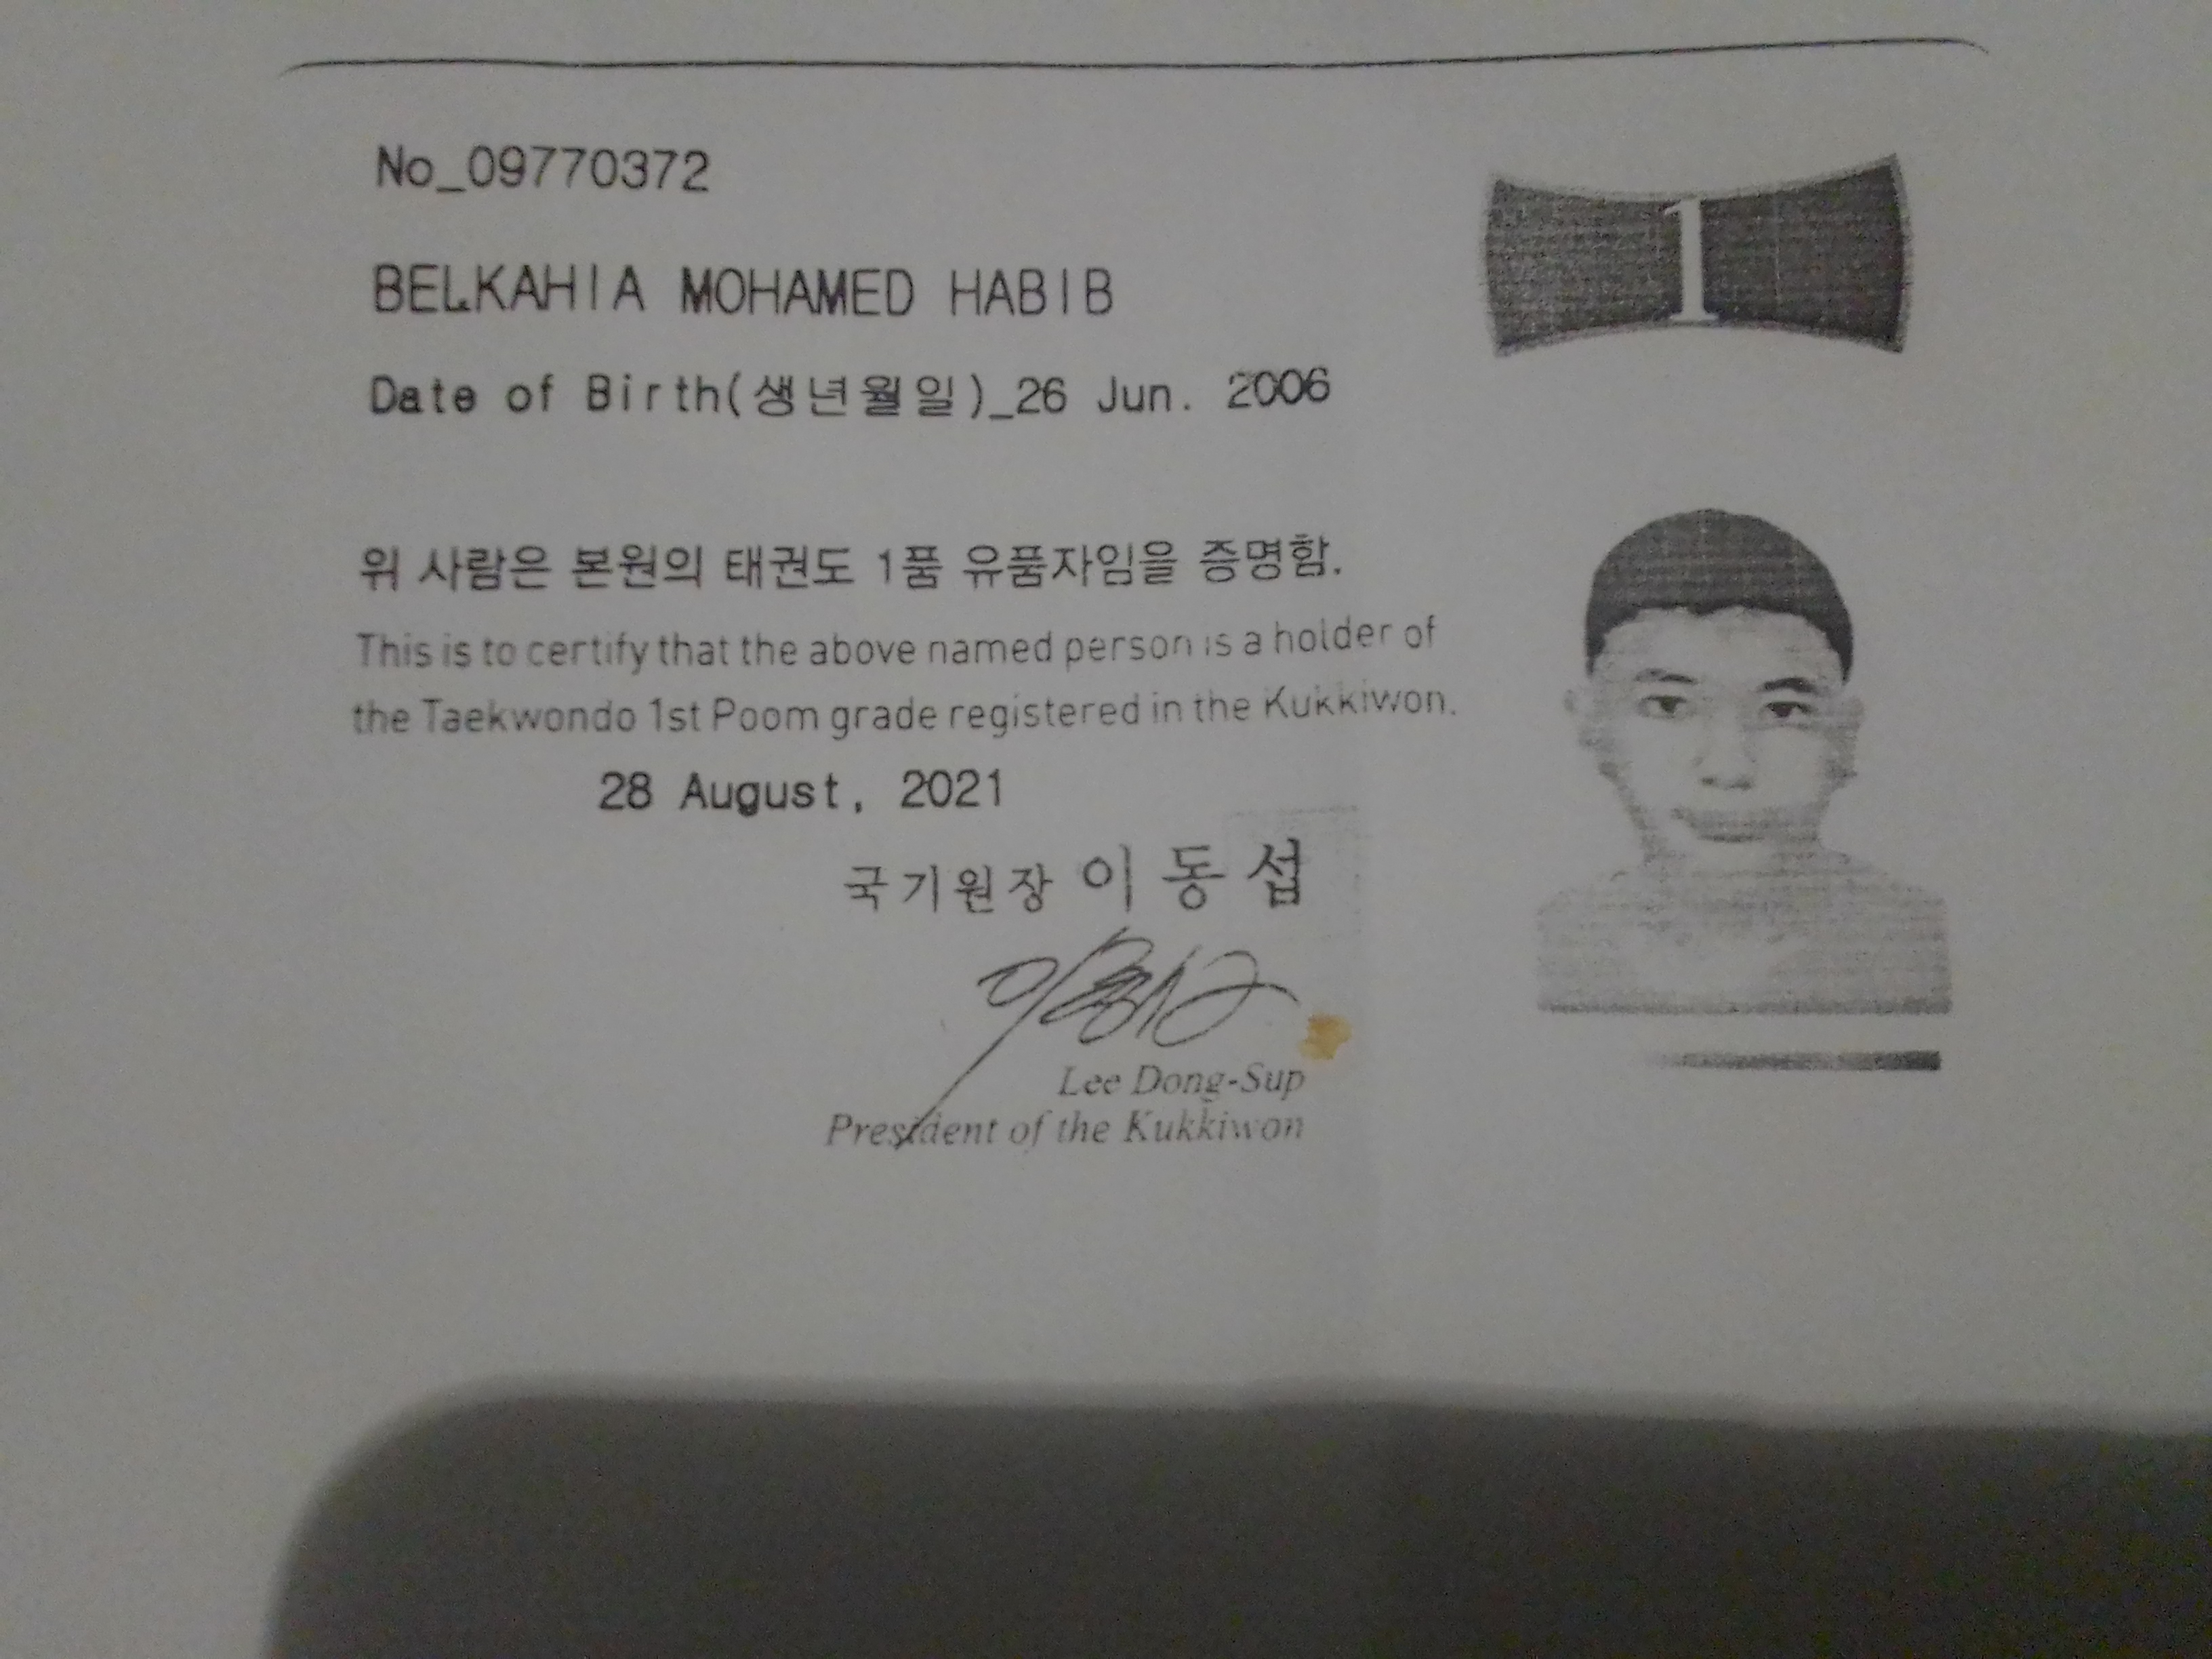 No_09770372
1
BELKAHIA MOHAMED HABIB
Date of Birth(생년월일)_26 Jun. 2006
위 사람은 본원의 태권도 1품 유품자임을 증명함.
This is to certify that the above named person is a holder of
the Taekwondo 1st Poom grade registered in the Kukkiwon.
28 August, 2021
국기원장 이동섭
Lee Dong-Sup
President of the Kukkiwon